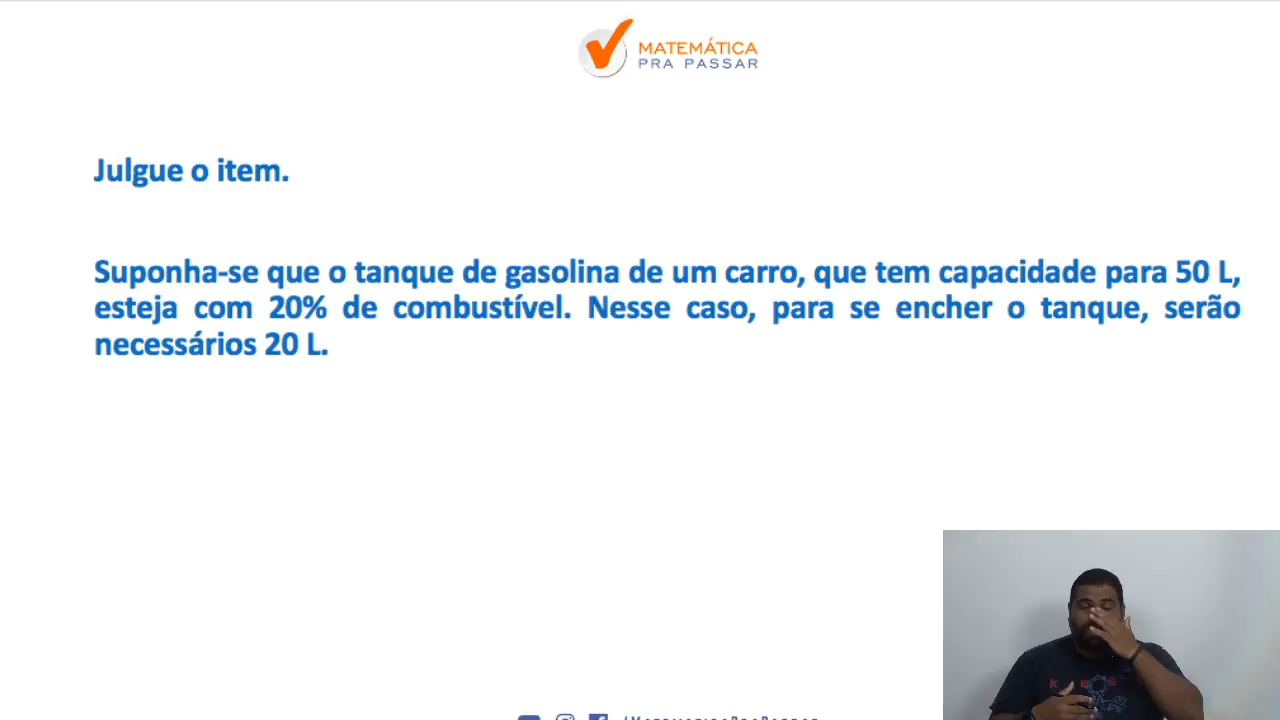 MATEMÁTICA
PRA PASSAR
Julgue o item.
Suponha-se que o tanque de gasolina de um carro, que tem capacidade para 50 L,
esteja com 20% de combustível. Nesse caso, para se encher o tanque, serão
necessários 20 L.